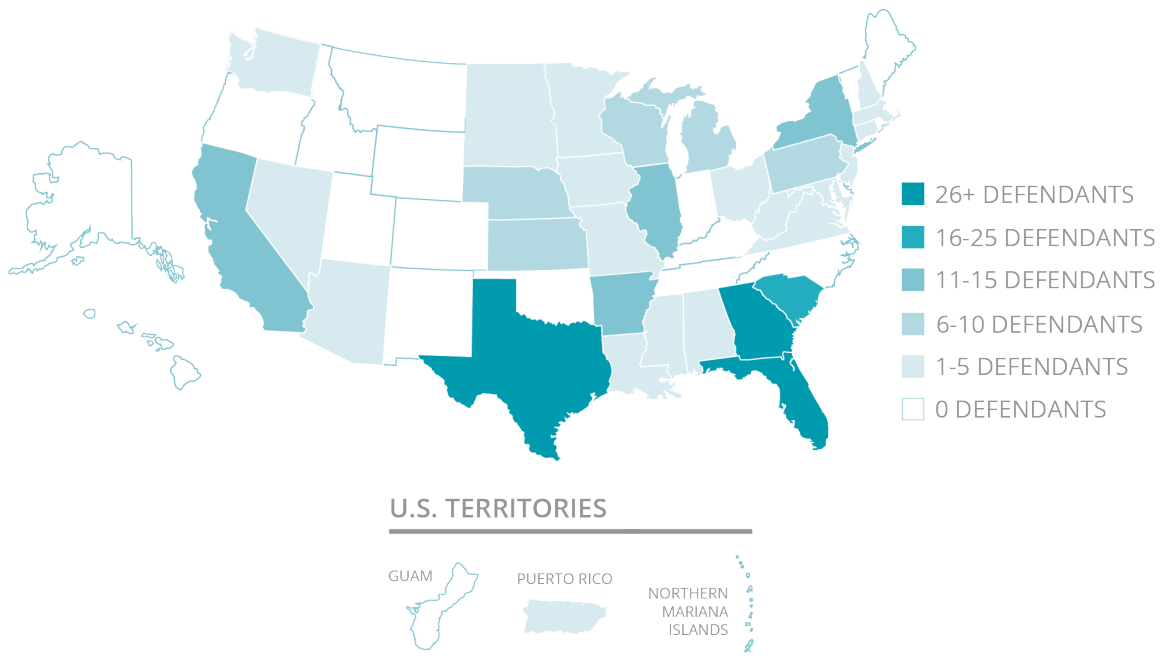 26+ DEFENDANTS
16-25 DEFENDANTS
11-15 DEFENDANTS
6-10 DEFENDANTS
1-5 DEFENDANTS
0 DEFENDANTS
U.S. TERRITORIES
GUAM
PUERTO RICO
NORTHERN
MARIANA
ISLANDS